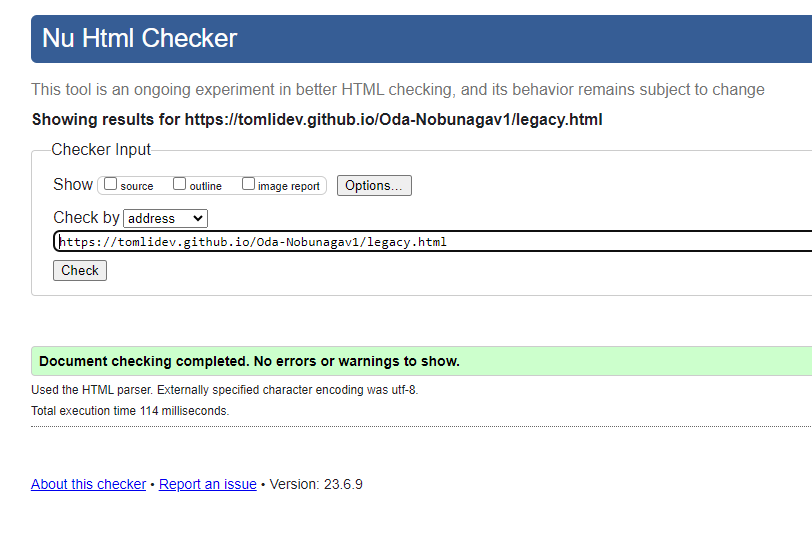 Nu Html Checker
This tool is an ongoing experiment in better HTML checking, and its behavior remains subject to change
Showing results for https://tomlidev.github.io/Oda-Nobunagav1/legacy.html
Checker Input
Show source outline image report Options...
Check by address
https://tomlidev.github.io/Oda-Nobunagav1/legacy.html
Check
Document checking completed. No errors or warnings to show.
Used the HTML parser. Externally specified character encoding was utf-8.
Total execution time 114 milliseconds.
About this checker • Report an issue • Version: 23.6.9